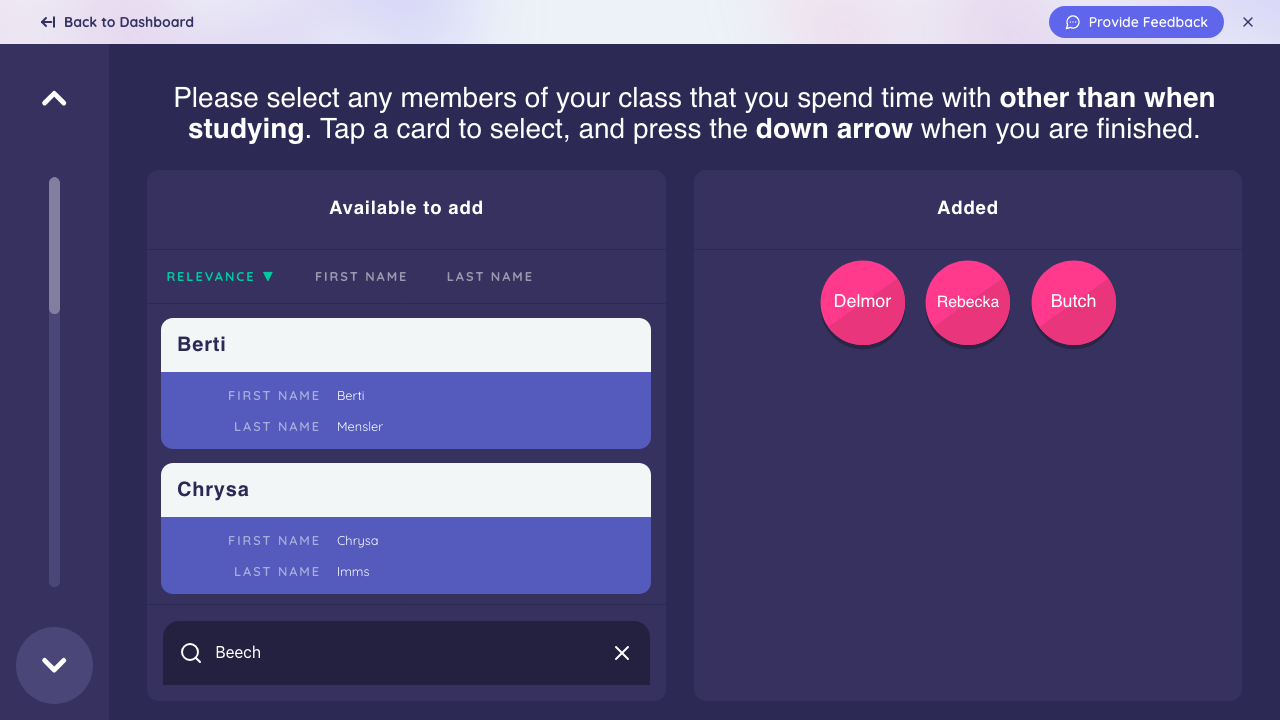 Back to Dashboard
Provide Feedback
Please select any members of your class that you spend time with other than when
studying. Tap a card to select, and press the down arrow when you are finished.
Available to add
RELEVANCE ▼ FIRST NAME LAST NAME
Berti
FIRST NAME Berti
LAST NAME Mensler
Chrysa
FIRST NAME Chrysa
LAST NAME Imms
Beech
Added
Delmor
Rebecka
Butch